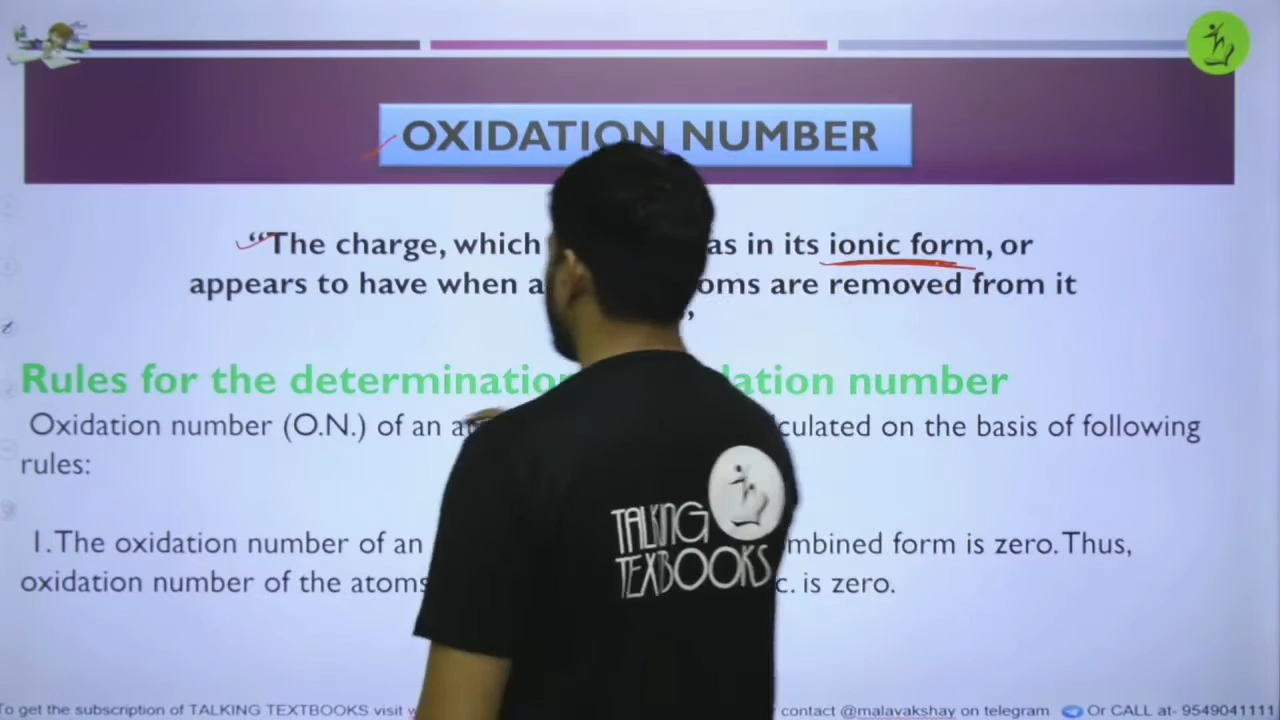 OXIDATION NUMBER
“The charge, which as in its ionic form, or
appears to have when a oms are removed from it
”
Rules for the determinatio dation number
Oxidation number (O.N.) of an a culated on the basis of following
rules:
1. The oxidation number of an mbined form is zero. Thus,
oxidation number of the atoms c. is zero.
TALKING
TEXBOOKS
To get the subscription of TALKING TEXTBOOKS visit contact @malavakshay on telegram Or CALL at- 9549041111